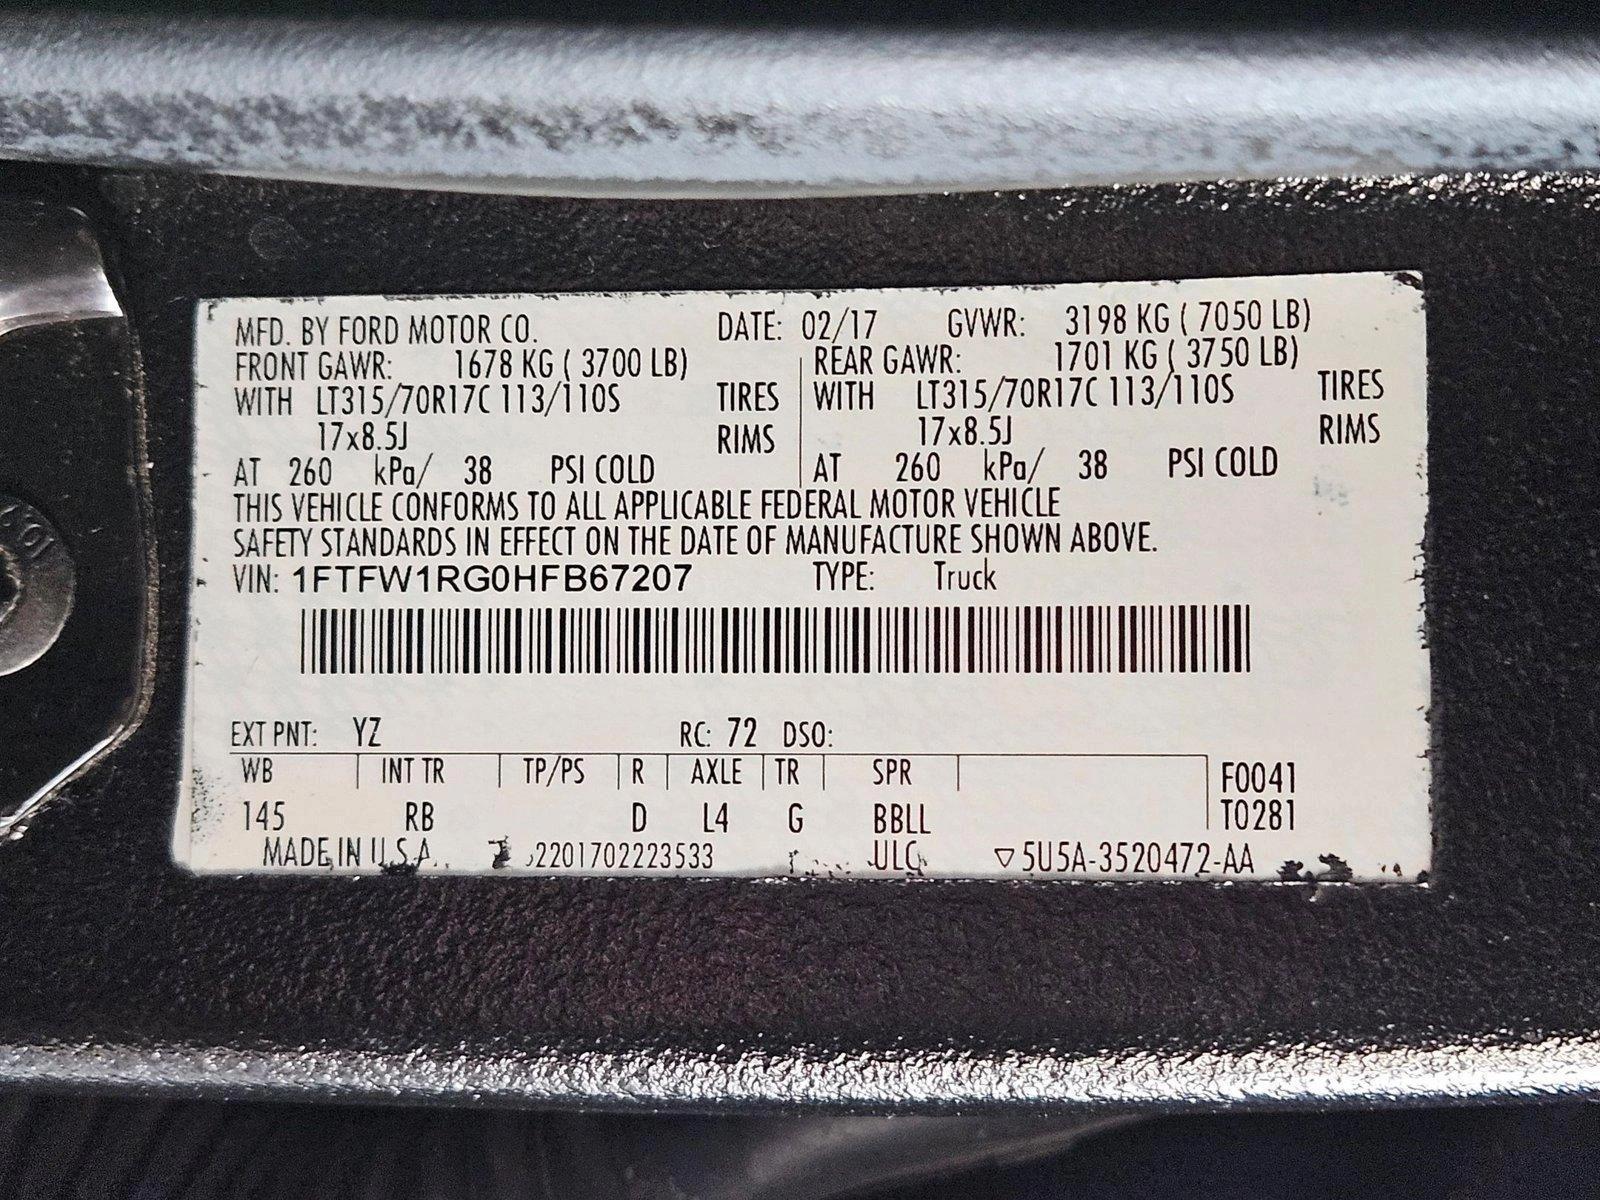 MFD. BY FORD MOTOR CO. DATE: 02/17 GVWR: 3198 KG ( 7050 LB)
FRONT GAWR: 1678 KG ( 3700 LB) REAR GAWR: 1701 KG ( 3750 LB)
WITH LT315/70R17C 113/110S TIRES WITH LT315/70R17C 113/110S TIRES
17x8.5J RIMS 17x8.5J RIMS
AT 260 kPa/ 38 PSI COLD AT 260 kPa/ 38 PSI COLD
THIS VEHICLE CONFORMS TO ALL APPLICABLE FEDERAL MOTOR VEHICLE
SAFETY STANDARDS IN EFFECT ON THE DATE OF MANUFACTURE SHOWN ABOVE.
VIN: 1FTFW1RG0HFB67207 TYPE: Truck
EXT PNT: YZ RC: 72 DSO:
WB INT TR TP/PS R AXLE TR SPR F0041
145 RB D L4 G BBLL T0281
MADE IN U.S.A. 2201702223533 ULC ▽5U5A-3520472-AA